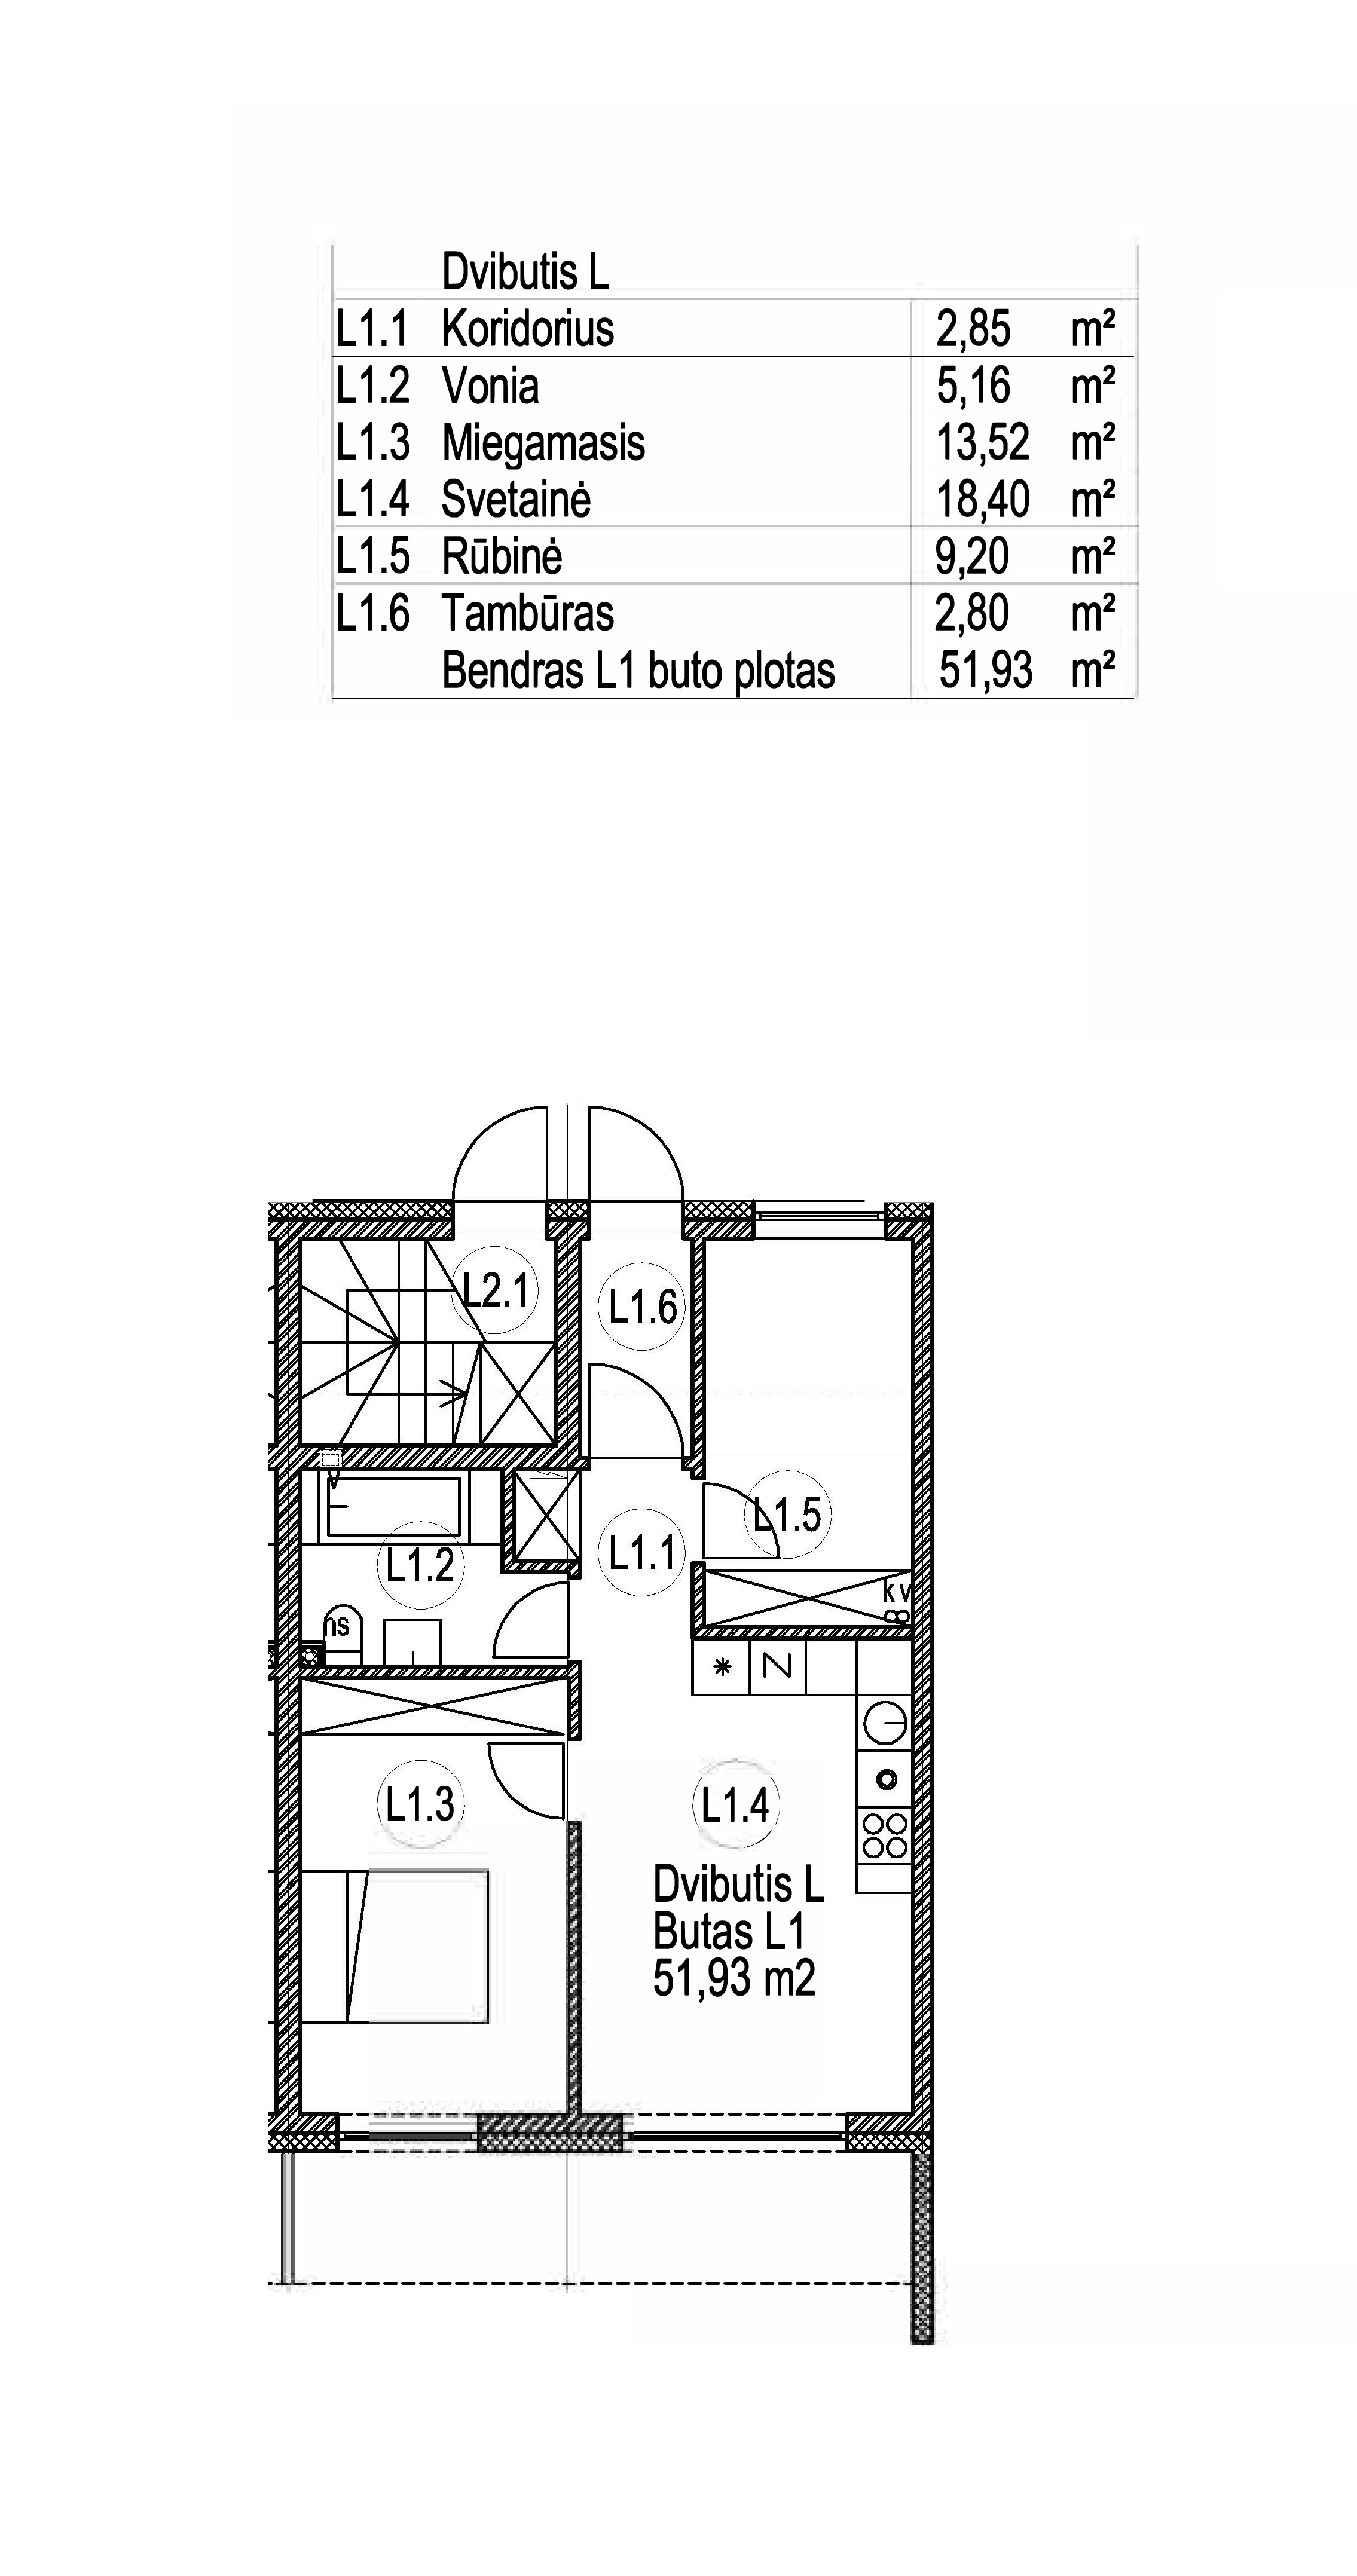 Dvibutis L
L1.1 Koridorius 2,85 m²
L1.2 Vonia 5,16 m²
L1.3 Miegamasis 13,52 m²
L1.4 Svetainė 18,40 m²
L1.5 Rūbinė 9,20 m²
L1.6 Tambūras 2,80 m²
Bendras L1 buto plotas 51,93 m²
L2.1
L1.6
L1.5
L1.1
L1.2
kv
ns
L1.3
L1.4
Dvibutis L
Butas L1
51,93 m2